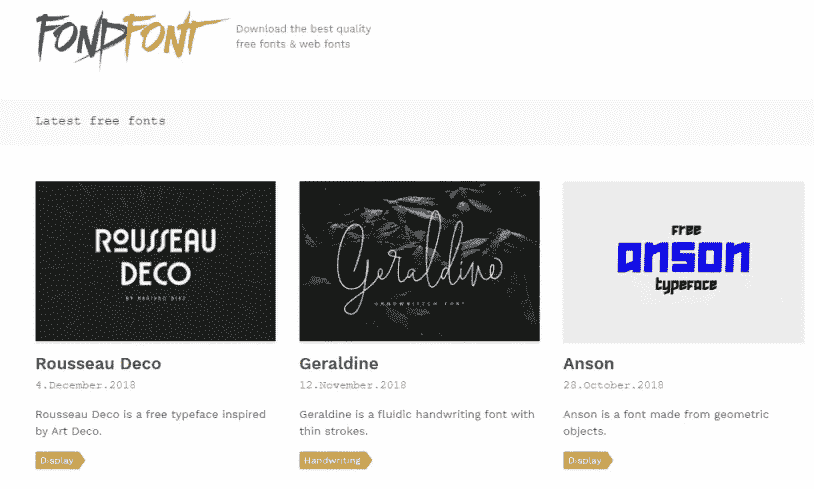 FONDFONT
Download the best quality
free fonts & web fonts
Latest free fonts
ROUSSEAU
DECO
BY MARIANO DIEZ
Geraldine
HANDWRITTEN FONT
FREE
anson
typeface
Rousseau Deco
4.December.2018
Rousseau Deco is a free typeface inspired
by Art Deco.
Display
Geraldine
12.November.2018
Geraldine is a fluidic handwriting font with
thin strokes.
Handwriting
Anson
28.October.2018
Anson is a font made from geometric
objects.
Display